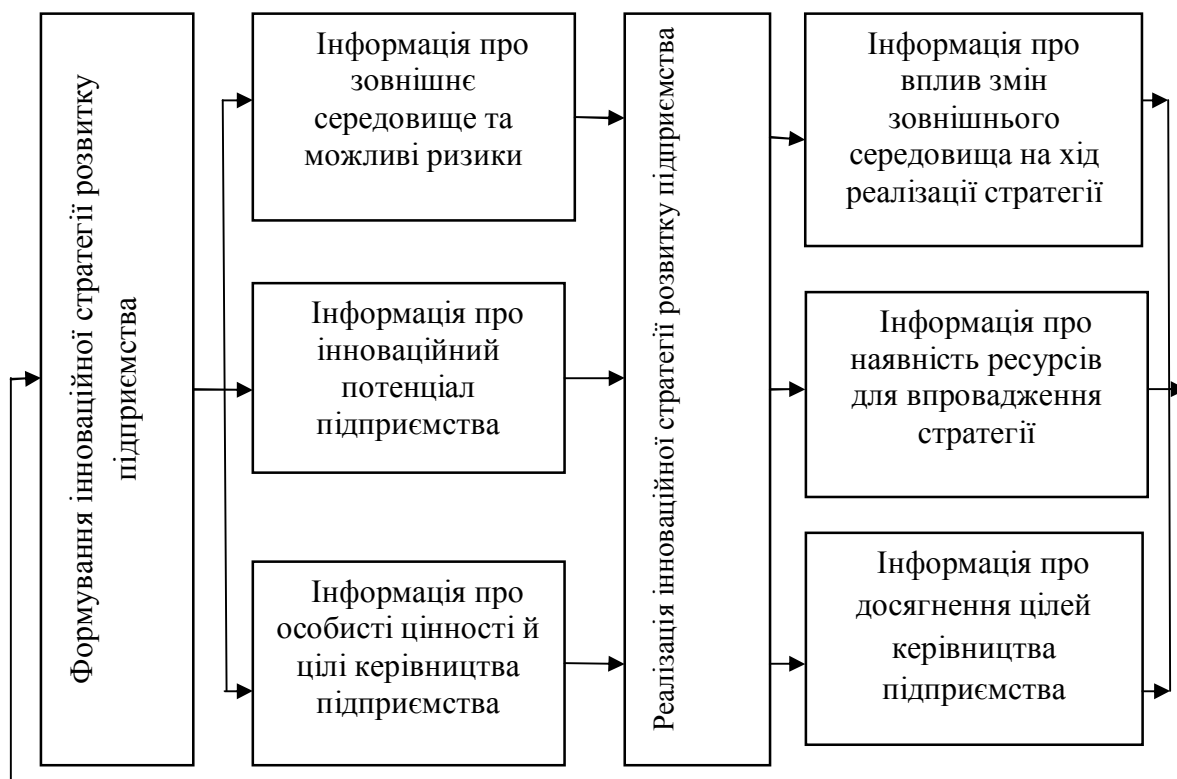 Формування інноваційної стратегії розвитку
підприємства
Інформація про
зовнішнє
середовище та
можливі ризики
Інформація про
інноваційний
потенціал
підприємства
Інформація про
особисті цінності й
цілі керівництва
підприємства
Реалізація інноваційної стратегії розвитку підприємства
Інформація про
вплив змін
зовнішнього
середовища на хід
реалізації стратегії
Інформація про
наявність ресурсів
для впровадження
стратегії
Інформація про
досягнення цілей
керівництва
підприємства